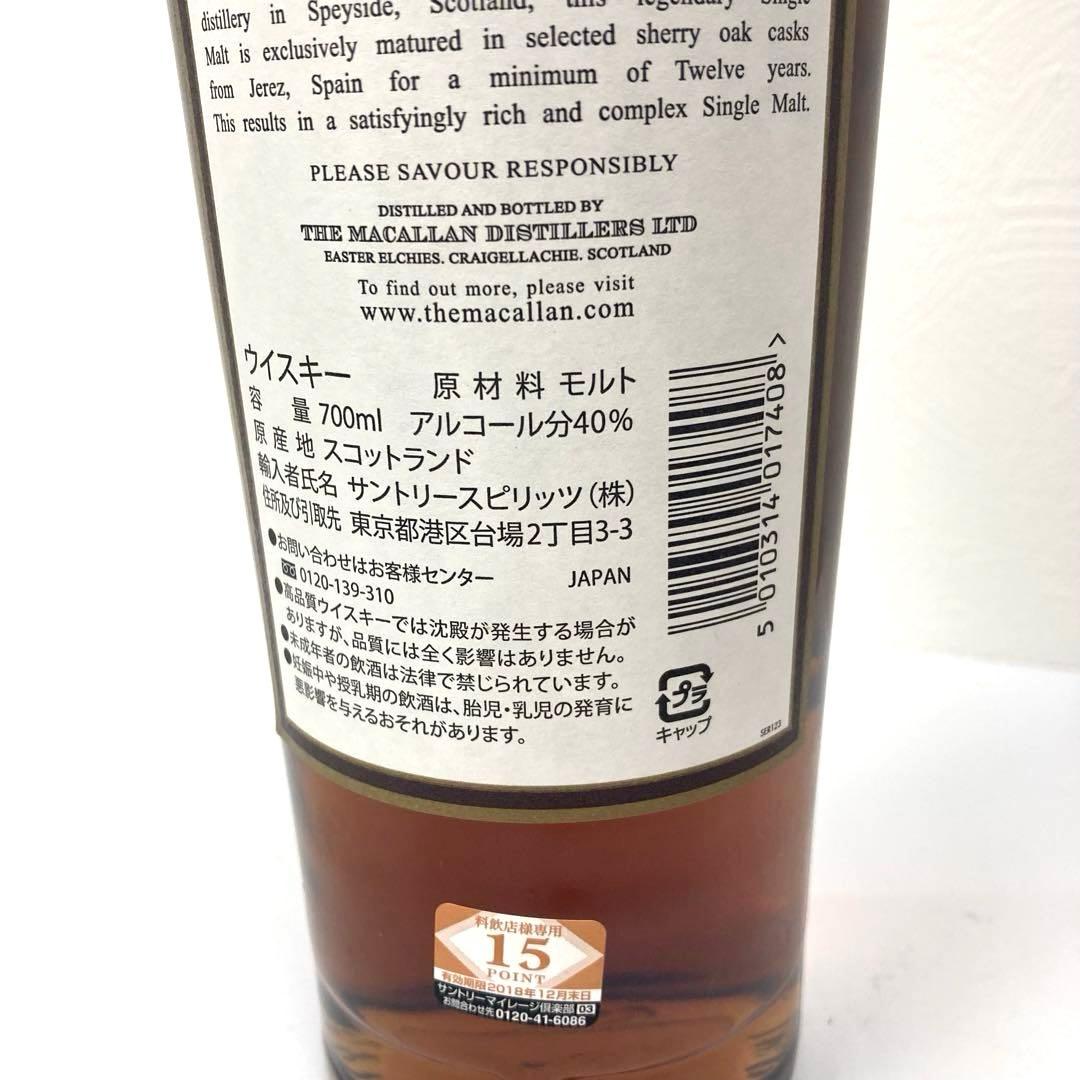 distillery in Speyside, Scotland, this legendary Single
Malt is exclusively matured in selected sherry oak casks
from Jerez, Spain for a minimum of Twelve years.
This results in a satisfyingly rich and complex Single Malt.
PLEASE SAVOUR RESPONSIBLY
DISTILLED AND BOTTLED BY
THE MACALLAN DISTILLERS LTD
EASTER ELCHIES. CRAIGELLACHIE. SCOTLAND
To find out more, please visit
www.themacallan.com
ウイスキー 原材料 モルト
容量 700ml アルコール分40%
原産地 スコットランド
輸入者氏名 サントリースピリッツ(株)
住所及び引取先 東京都港区台場2丁目3-3
●お問い合わせはお客様センター JAPAN
0120-139-310
●高品質ウイスキーでは沈殿が発生する場合が
ありますが、品質には全く影響はありません。
●未成年者の飲酒は法律で禁じられています。
●妊娠中や授乳期の飲酒は、胎児・乳児の発育に
悪影響を与えるおそれがあります。
5 010314 017408 >
プラ
キャップ
SER123
料飲店様専用
15
POINT
有効期限2018年12月末日
サントリーマイレージ倶楽部 03
お問合わせ先 0120-41-6086